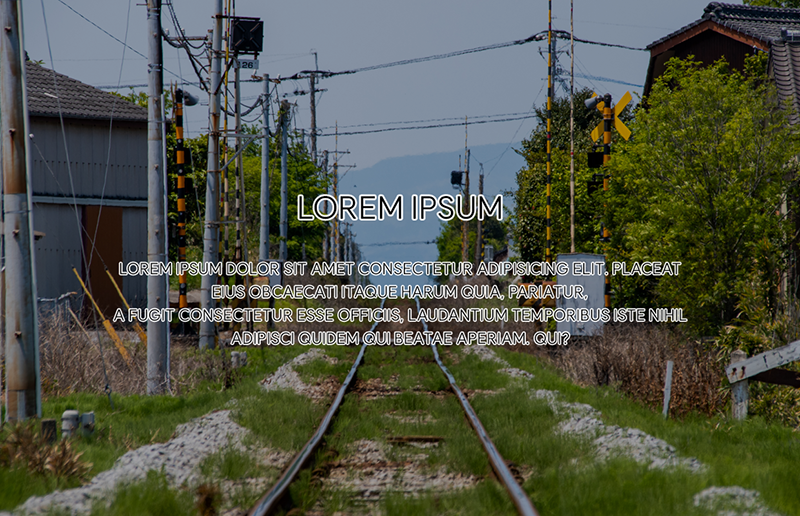 126
LOREM IPSUM
LOREM IPSUM DOLOR SIT AMET CONSECTETUR ADIPISICING ELIT. PLACEAT
EIUS OBCAECATI ITAQUE HARUM QUIA, PARIATUR,
A FUGIT CONSECTETUR ESSE OFFICIIS, LAUDANTIUM TEMPORIBUS ISTE NIHIL
ADIPISCI QUIDEM QUI BEATAE APERIAM. QUI?